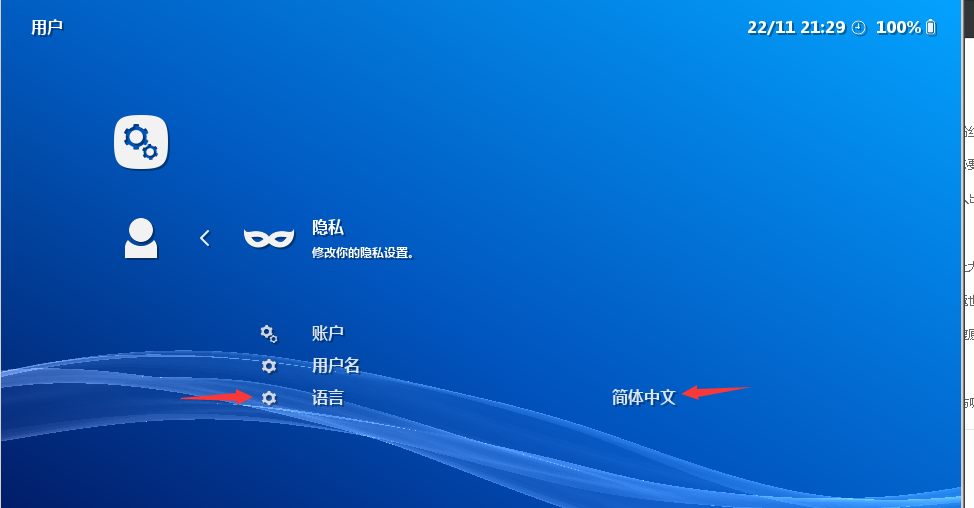 用户
22/11 21:29 100%
隐私
修改你的隐私设置。
账户
用户名
语言 简体中文